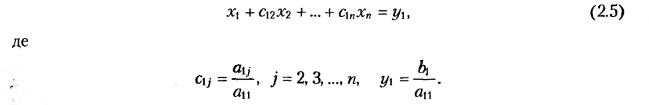 x₁ + c₁₂x₂ + ... + c₁ₙxₙ = y₁, (2.5)
де
c₁ⱼ = a₁ⱼ/a₁₁, j = 2, 3, ..., n, y₁ = b₁/a₁₁.